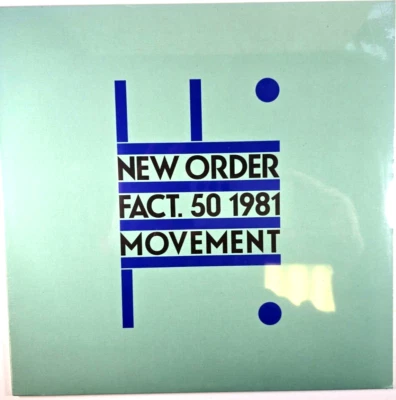 NEW ORDER
FACT. 50 1981
MOVEMENT